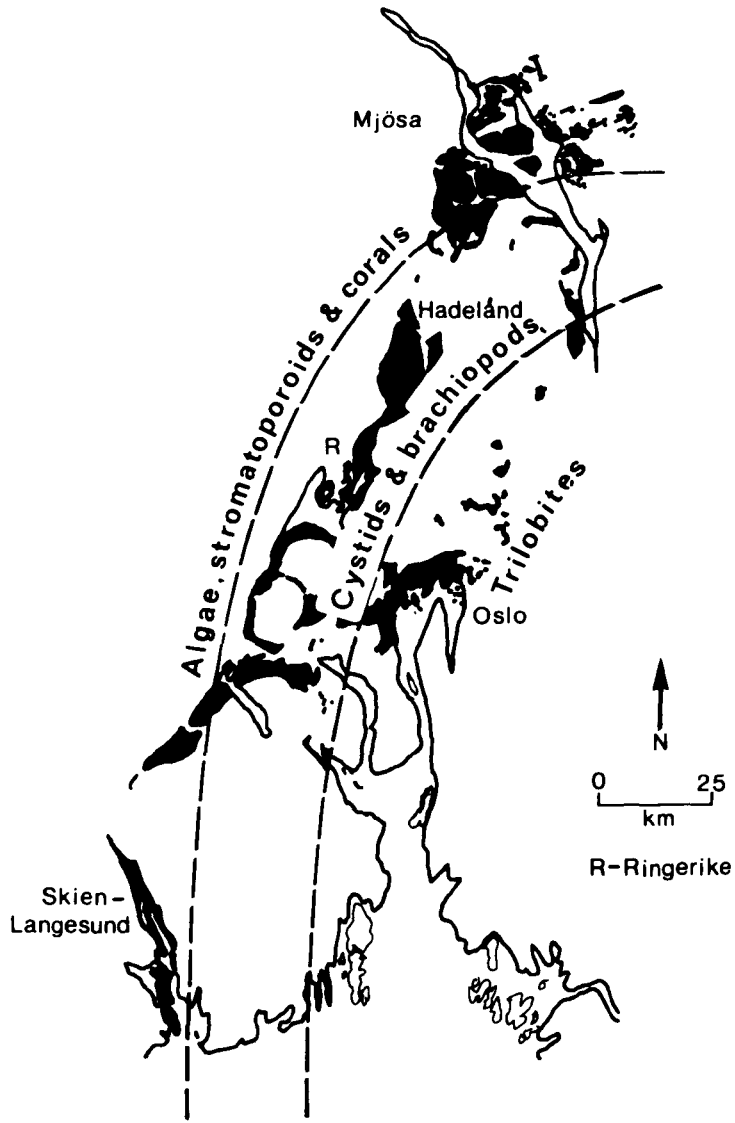 Mjösa
Hadeland
Algae, stromatoporoids & corals
Cystids & brachiopods
R
Trilobites
Oslo
N
0 25
km
R-Ringerike
Skien-
Langesund